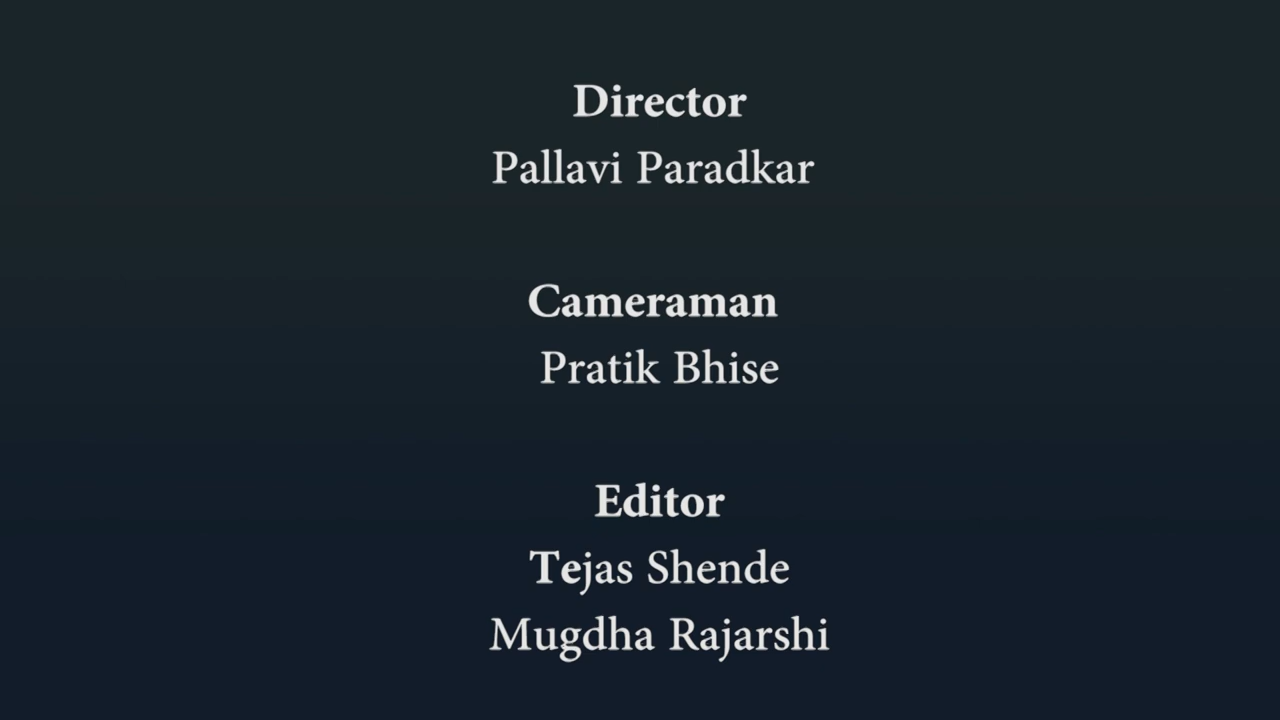 Director
Pallavi Paradkar
Cameraman
Pratik Bhise
Editor
Tejas Shende
Mugdha Rajarshi